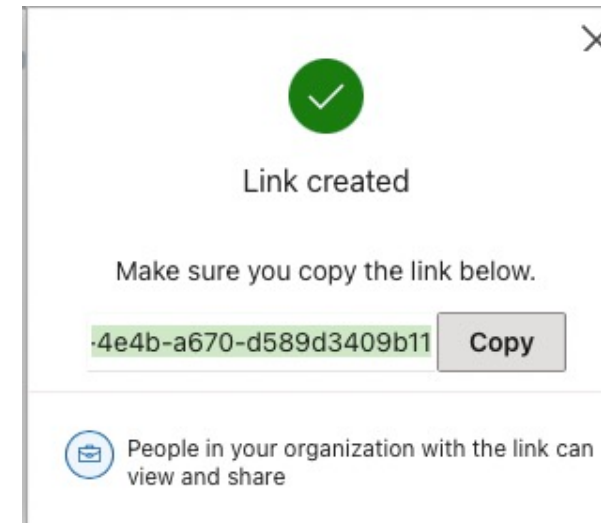 Link created
Make sure you copy the link below.
-4e4b-a670-d589d3409b11
Copy
People in your organization with the link can
view and share